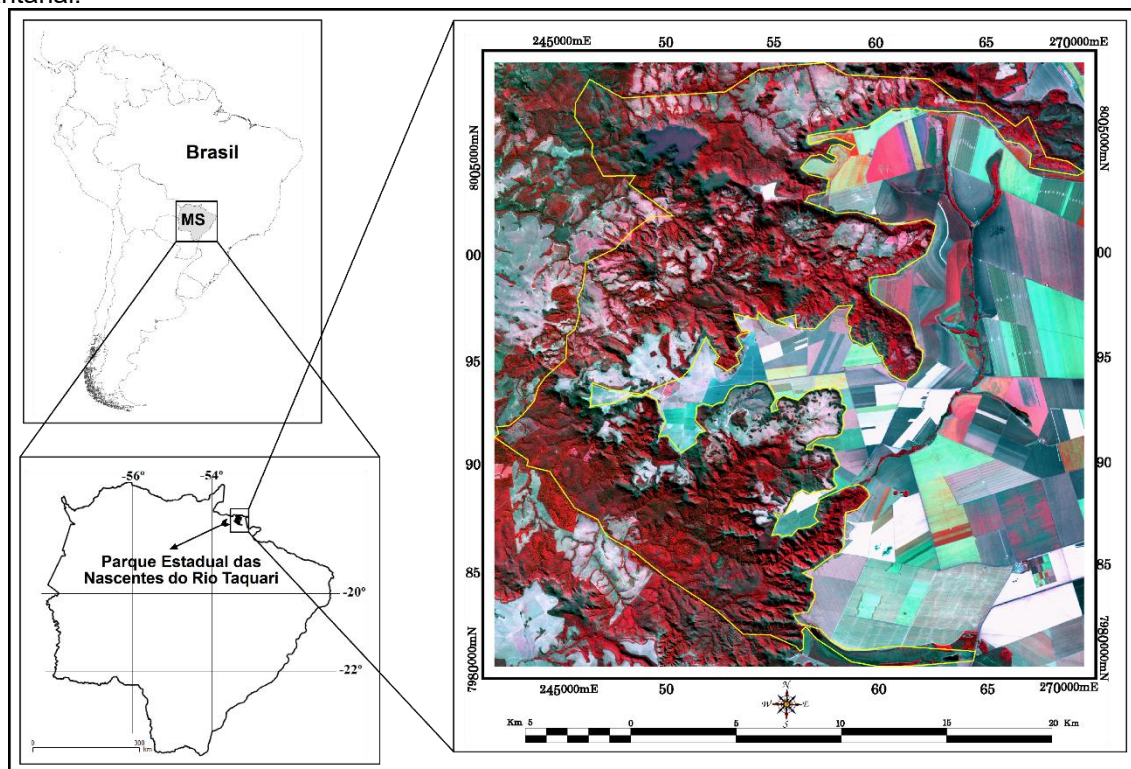 ntanal.
Brasil
MS
-56° -54°
Parque Estadual das
Nascentes do Rio Taquari
-20°
-22°
0 300
km
245000mE 50 55 60 65 270000mE
8005000mN 8005000mN
00 00
95 95
90 90
85 85
7980000mN 7980000mN
245000mE 50 55 60 65 270000mE
N
W E
S
Km 5 0 5 10 15 20 Km